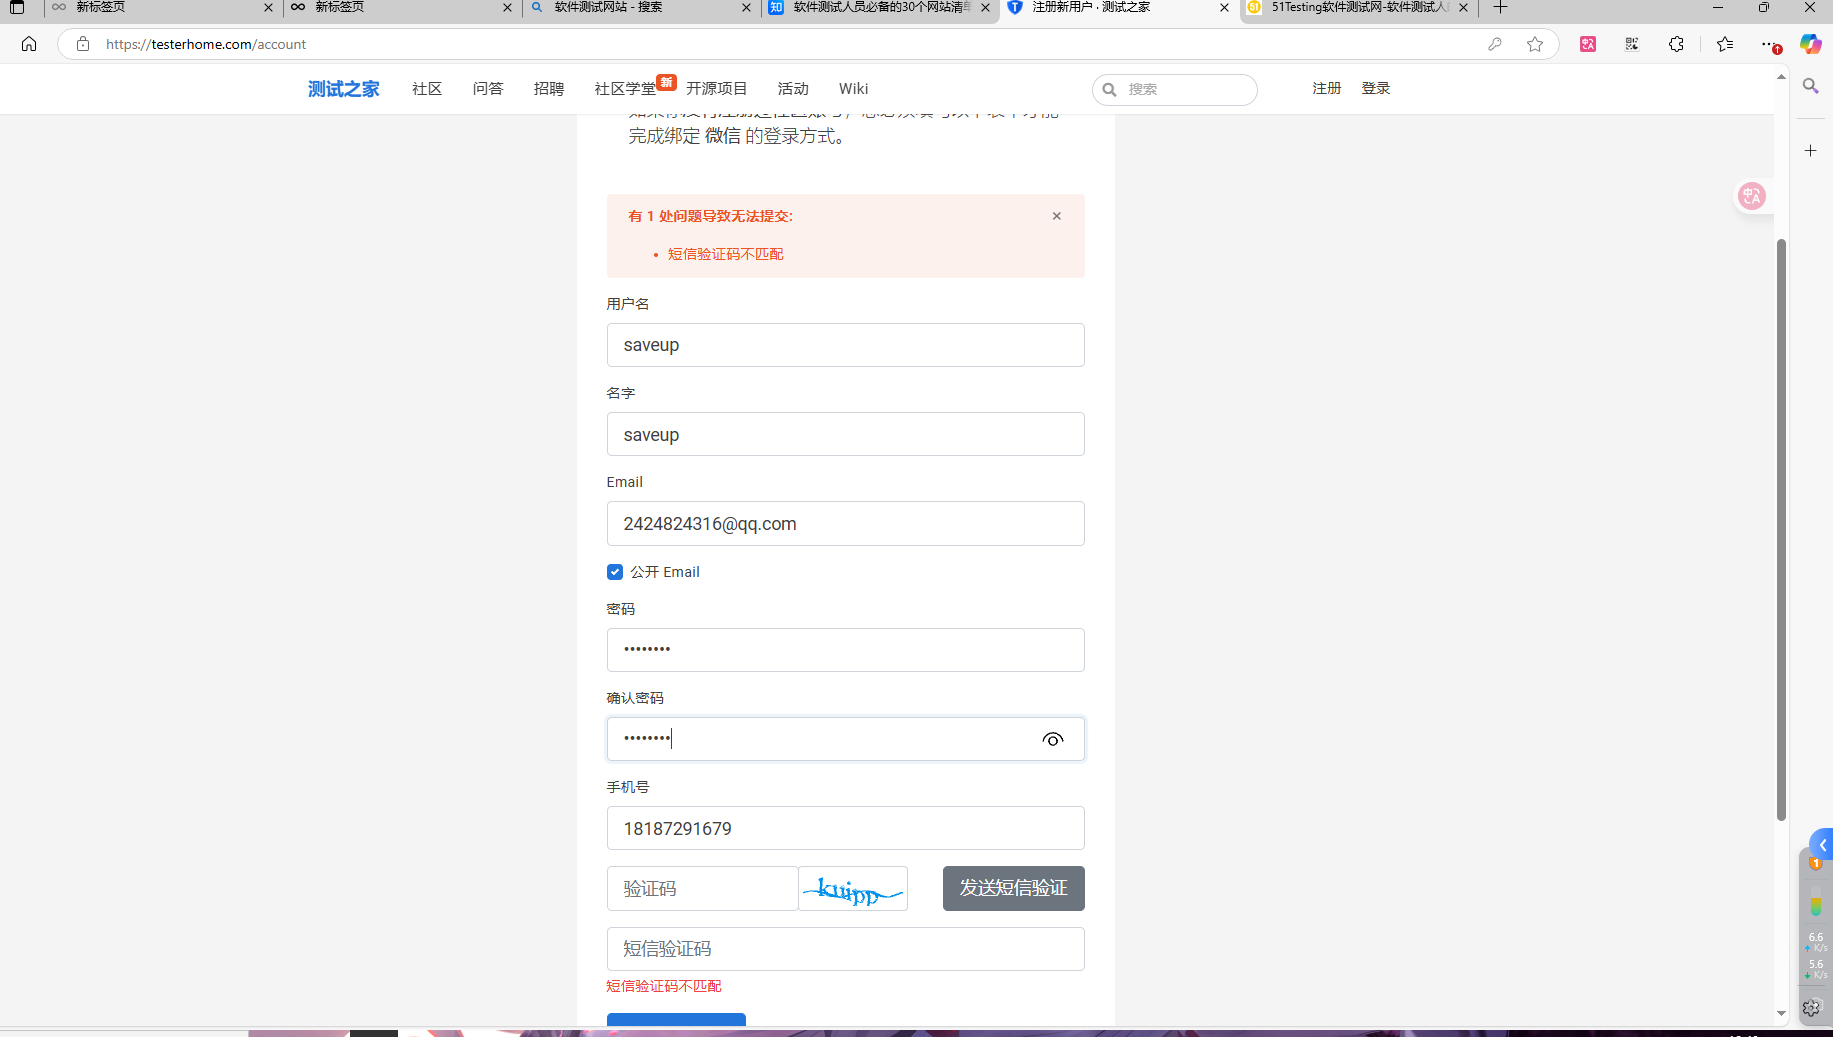 新标签页
新标签页
软件测试网站 - 搜索
软件测试人员必备的30个网站清单
注册新用户 · 测试之家
51Testing软件测试网-软件测试人
https://testerhome.com/account
测试之家
社区
问答
招聘
社区学堂
新
开源项目
活动
Wiki
搜索
注册
登录
完成绑定 微信 的登录方式。
有 1 处问题导致无法提交:
短信验证码不匹配
用户名
saveup
名字
saveup
Email
2424824316@qq.com
公开 Email
密码
••••••••
确认密码
••••••••
手机号
18187291679
验证码
kuipp
发送短信验证
短信验证码
短信验证码不匹配
1
6.6
K/s
5.6
K/s